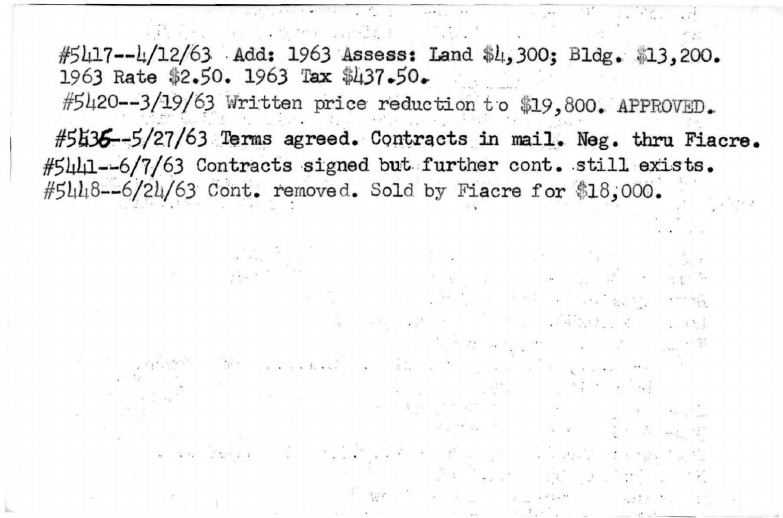 #5417--4/12/63 Add: 1963 Assess: Land $4,300; Bldg. $13,200.
1963 Rate $2.50. 1963 Tax $437.50.
#5420--3/19/63 Written price reduction to $19,800. APPROVED.
#5436--5/27/63 Terms agreed. Contracts in mail. Neg. thru Fiacre.
#5441--6/7/63 Contracts signed but further cont. still exists.
#5448--6/24/63 Cont. removed. Sold by Fiacre for $18,000.